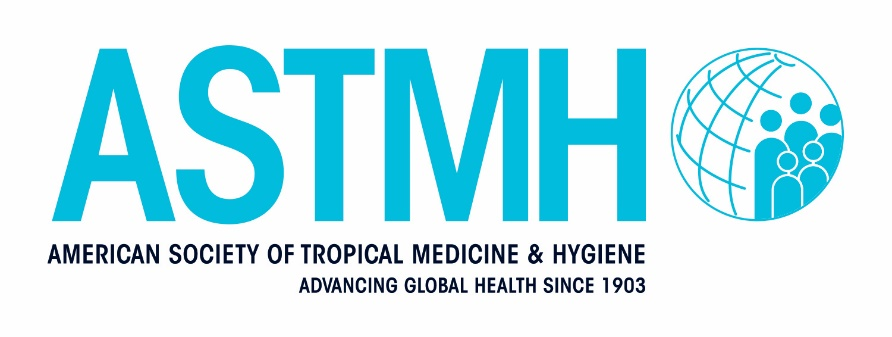 ASTMH
AMERICAN SOCIETY OF TROPICAL MEDICINE & HYGIENE
ADVANCING GLOBAL HEALTH SINCE 1903